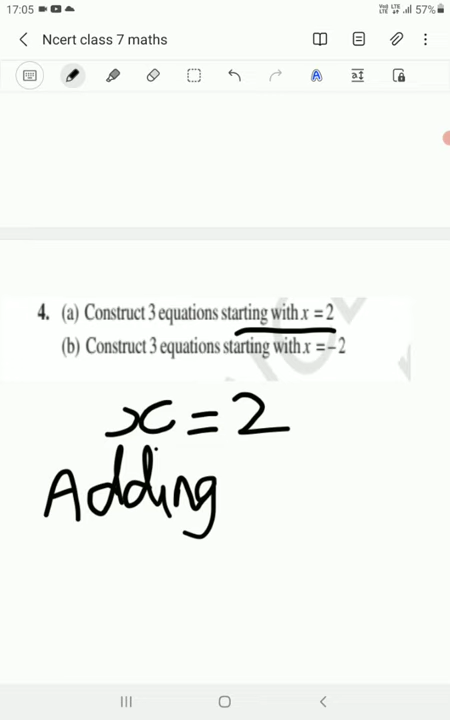 17:05 57%
Ncert class 7 maths
4. (a) Construct 3 equations starting with x = 2
(b) Construct 3 equations starting with x = – 2
x = 2
Adding